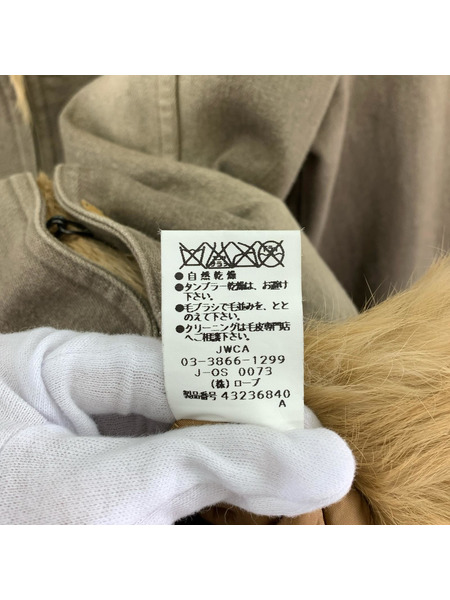 ●自然乾燥
●タンブラー乾燥は、お避け
下さい。
●毛ブラシで毛並みを、とと
のえて下さい。
●クリーニングは毛皮専門店
へご相談下さい。
JWCA
03-3866-1299
J-OS 0073
(株)ロープ
製品番号 43236840
A